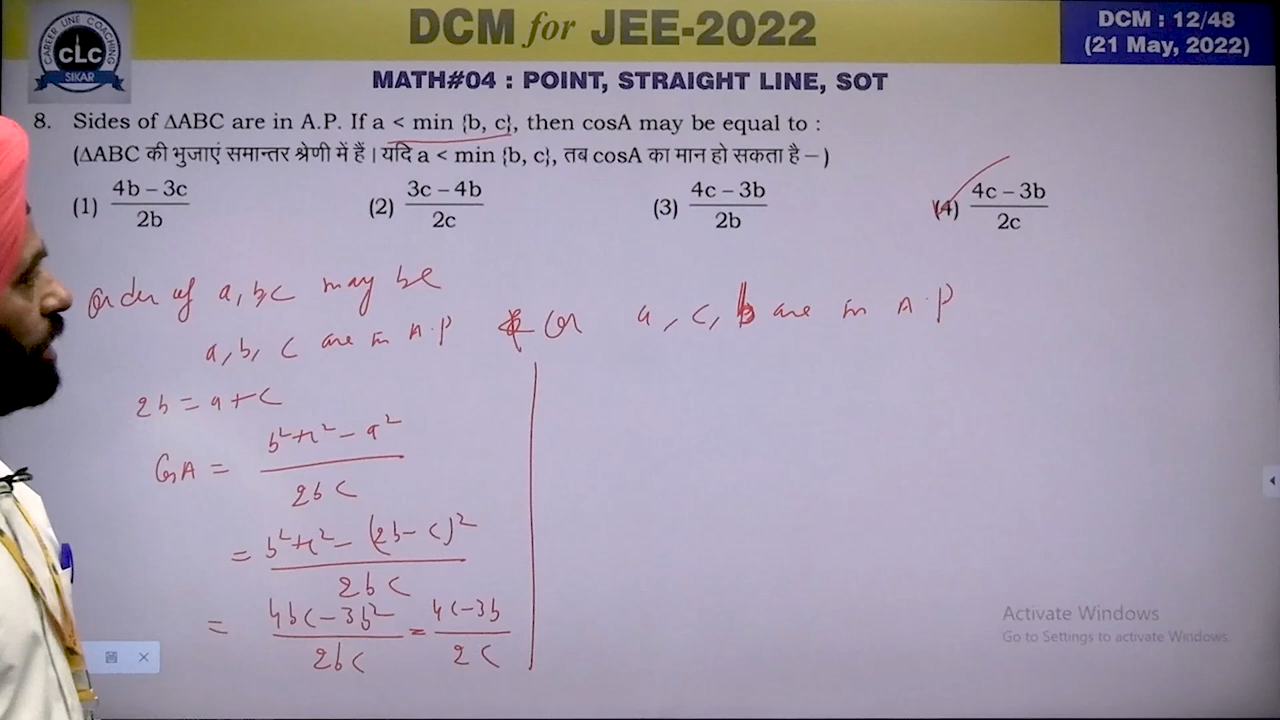 CAREER LINE COACHING
CLC
SIKAR
DCM for JEE-2022
DCM : 12/48
(21 May, 2022)
MATH#04 : POINT, STRAIGHT LINE, SOT
8. Sides of ΔABC are in A.P. If a < min {b, c}, then cosA may be equal to :
(ΔABC की भुजाएं समान्तर श्रेणी में हैं। यदि a < min {b, c}, तब cosA का मान हो सकता है – )
(1) (4b – 3c)/2b (2) (3c – 4b)/2c (3) (4c – 3b)/2b (4) (4c – 3b)/2c
order of a, b, c may be
a, b, c are in A.P or a, c, b are in A.P
2b = a + c
CosA = (b² + c² – a²)/2bc
= (b² + c² – (2b – c)²)/2bc
= (4bc – 3b²)/2bc = (4c – 3b)/2c
Activate Windows
Go to Settings to activate Windows.